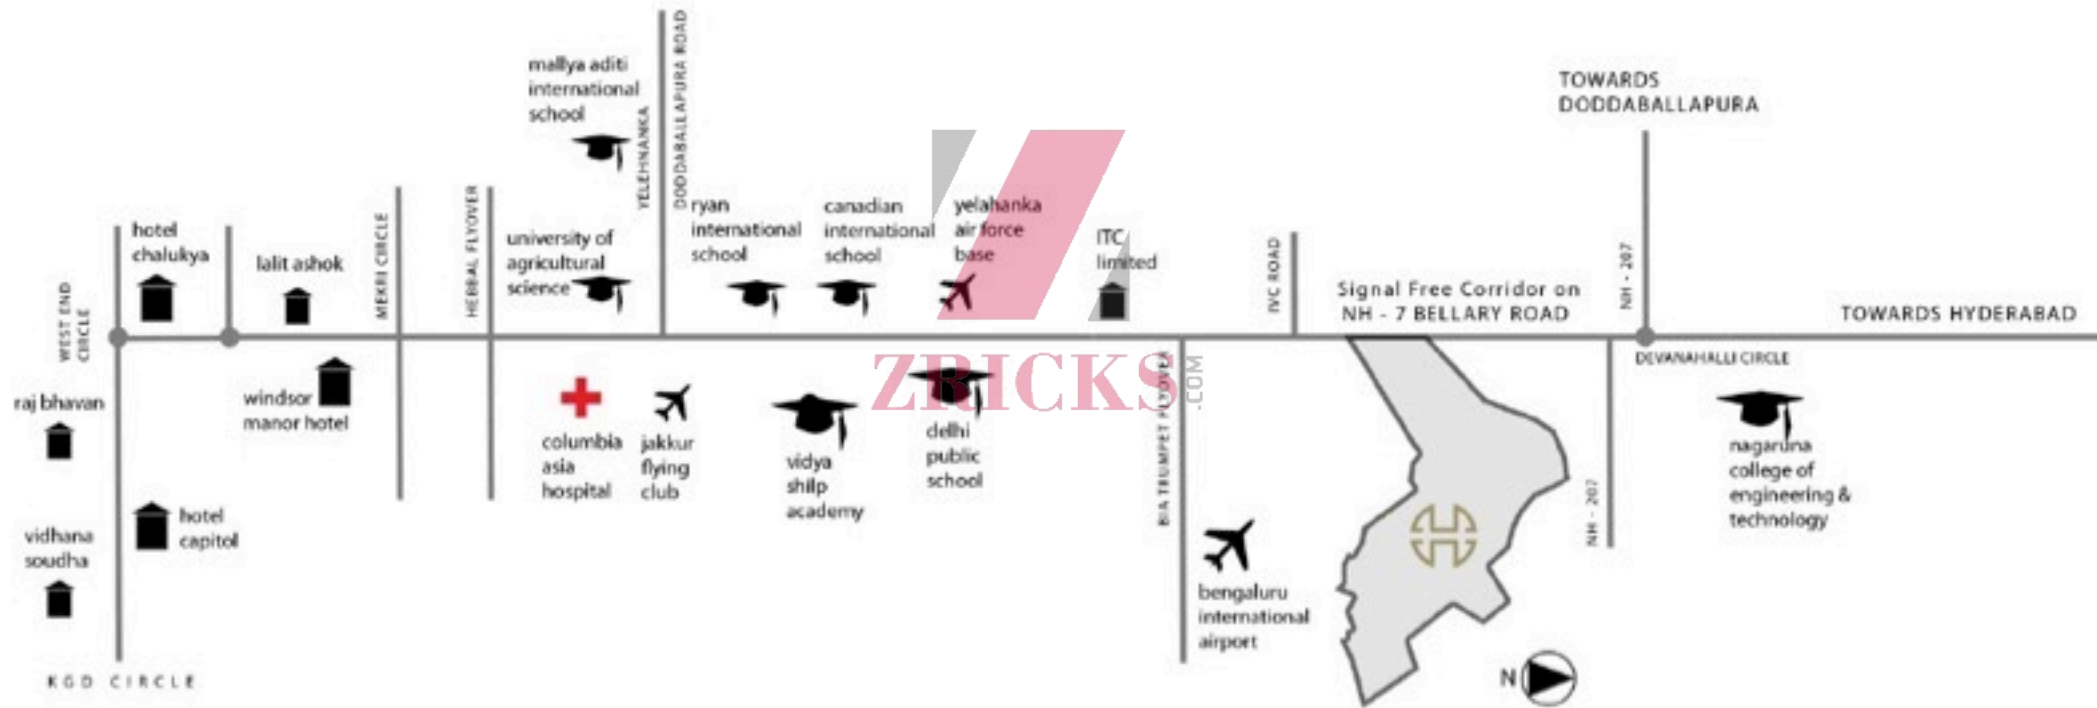 mallya aditi
international
school
YELEHNANKA
DODDABALLAPURA ROAD
TOWARDS
DODDABALLAPURA
hotel
chalukya
lalit ashok
WEST END
CIRCLE
MEKRI CIRCLE
HEBBAL FLYOVER
university of
agricultural
science
ryan
international
school
canadian
international
school
yelahanka
air force
base
ITC
limited
IVC ROAD
Signal Free Corridor on
NH - 7 BELLARY ROAD
NH - 207
TOWARDS HYDERABAD
DEVANAHALLI CIRCLE
raj bhavan
windsor
manor hotel
vidhana
soudha
hotel
capitol
KGD CIRCLE
columbia
asia
hospital
jakkur
flying
club
vidya
shilp
academy
ZRICKS
.COM
delhi
public
school
BIA TRUMPET FLYOVER
bengaluru
international
airport
NH - 207
nagaruna
college of
engineering &
technology
N